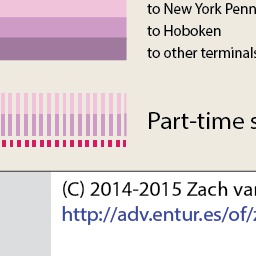 to New York Penn
to Hoboken
to other terminals
Part-time s
(C) 2014-2015 Zach va
http://adv.entur.es/of/z